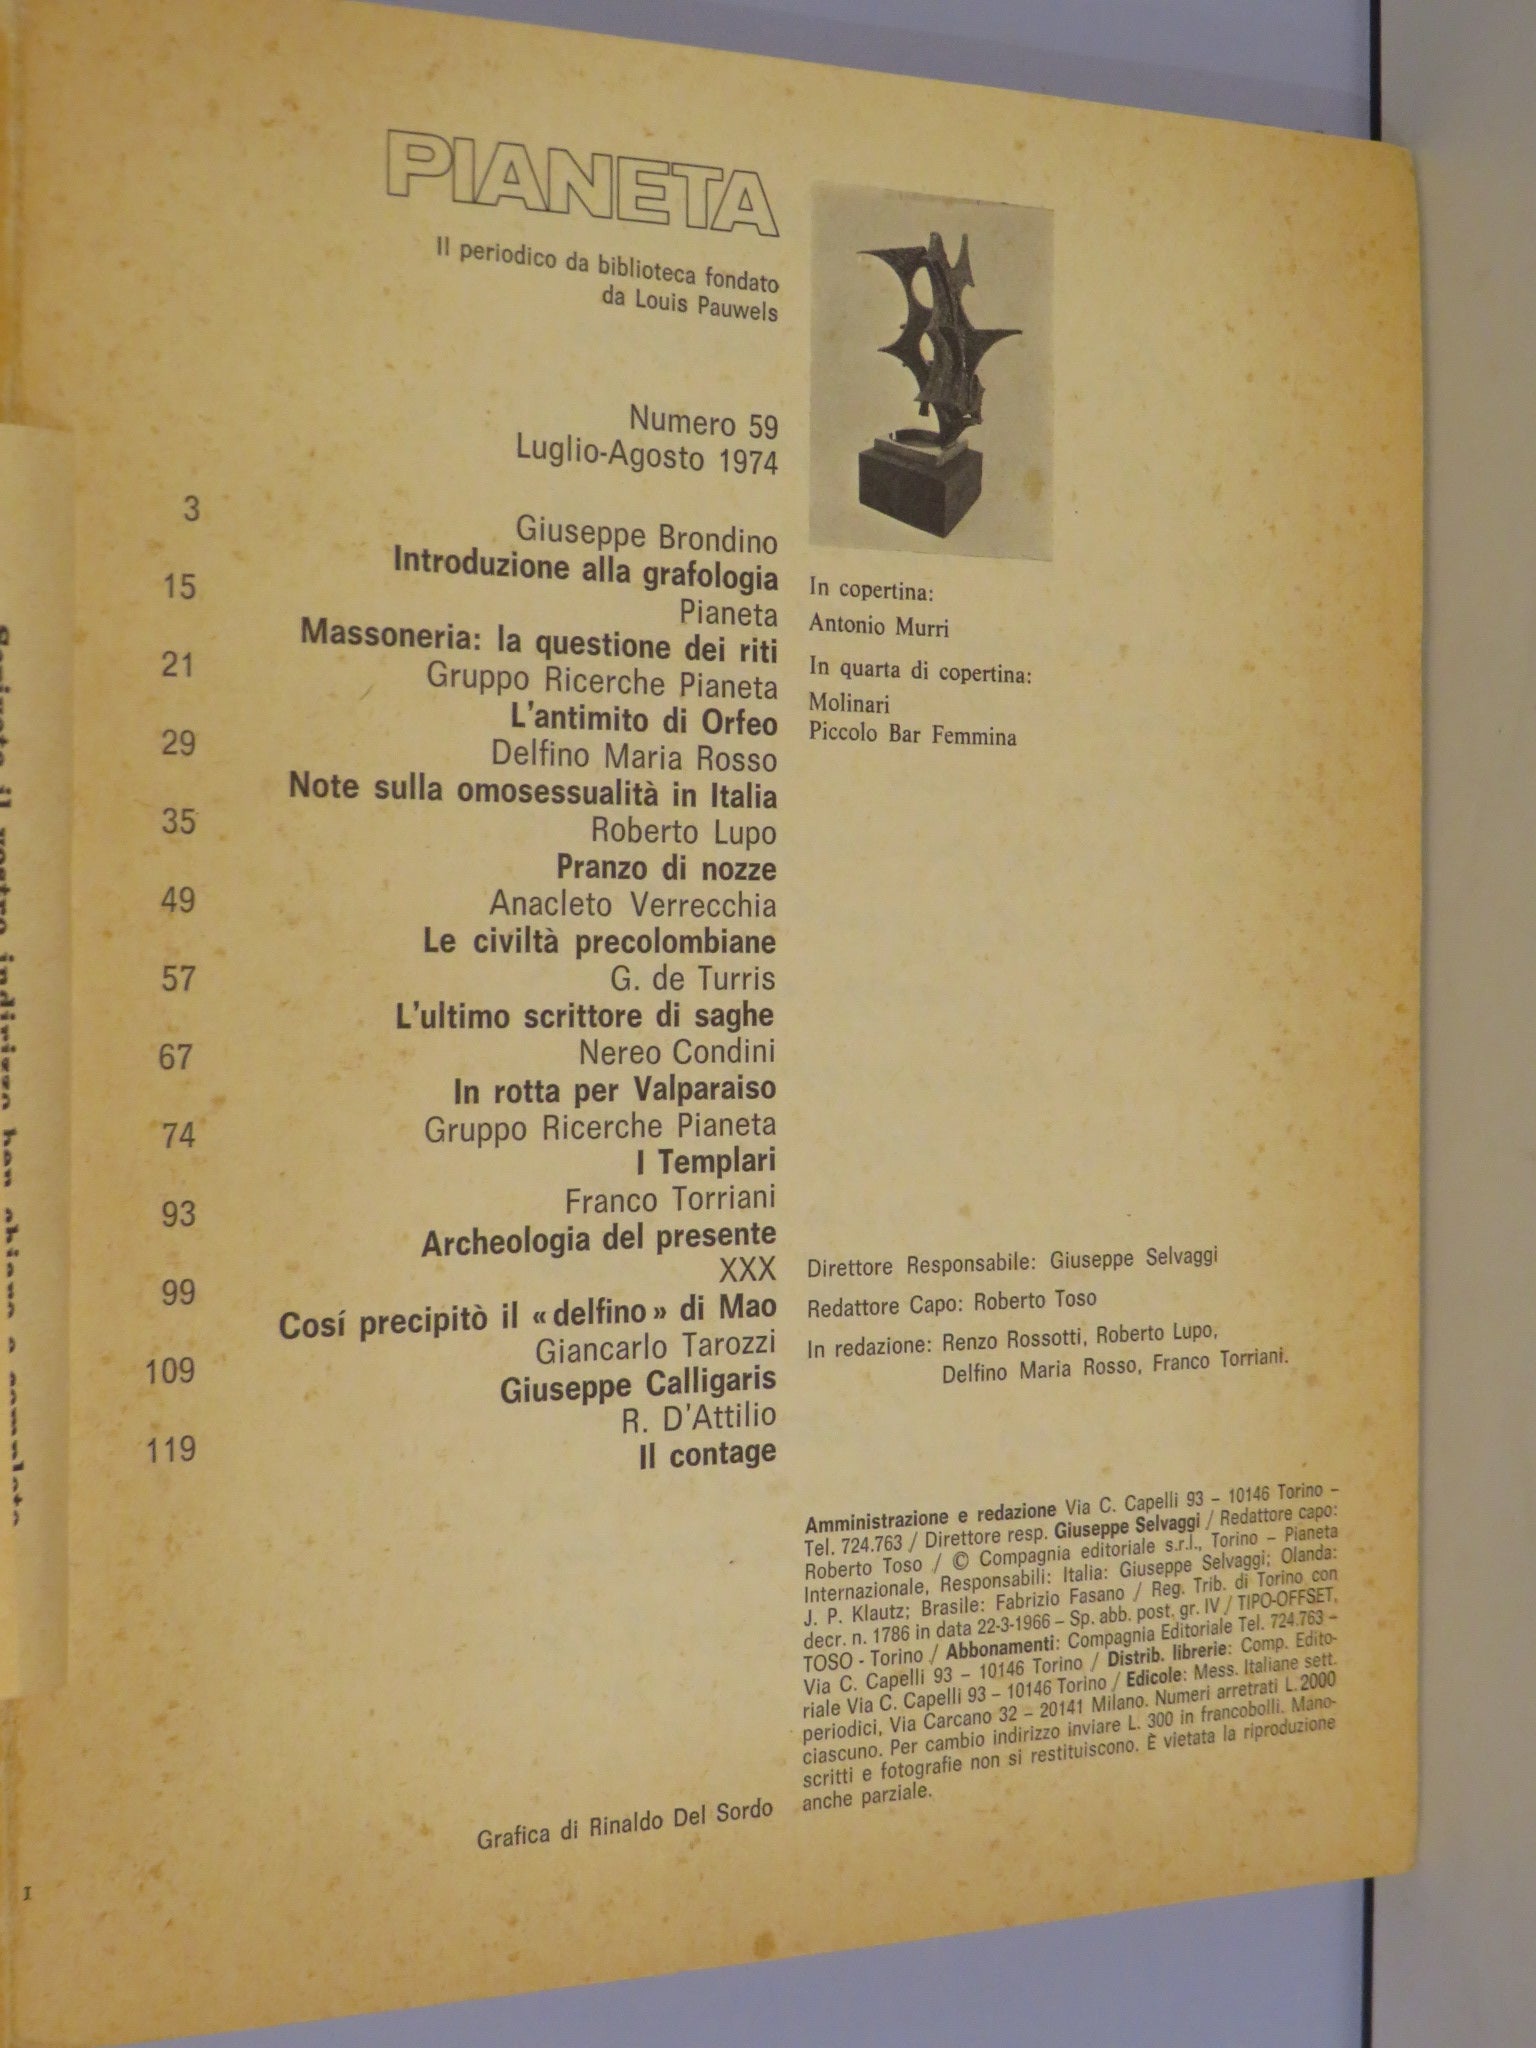 PIANETA
Il periodico da biblioteca fondato
da Louis Pauwels
Numero 59
Luglio-Agosto 1974
3
Giuseppe Brondino
Introduzione alla grafologia
15
Pianeta
Massoneria: la questione dei riti
21
Gruppo Ricerche Pianeta
L'antimito di Orfeo
29
Delfino Maria Rosso
Note sulla omosessualità in Italia
35
Roberto Lupo
Pranzo di nozze
49
Anacleto Verrecchia
Le civiltà precolombiane
57
G. de Turris
L'ultimo scrittore di saghe
67
Nereo Condini
In rotta per Valparaiso
74
Gruppo Ricerche Pianeta
I Templari
93
Franco Torriani
Archeologia del presente
99
XXX
Cosí precipitò il «delfino» di Mao
109
Giancarlo Tarozzi
Giuseppe Calligaris
119
R. D'Attilio
Il contage
In copertina:
Antonio Murri
In quarta di copertina:
Molinari
Piccolo Bar Femmina
Direttore Responsabile: Giuseppe Selvaggi
Redattore Capo: Roberto Toso
In redazione: Renzo Rossotti, Roberto Lupo,
Delfino Maria Rosso, Franco Torriani.
Amministrazione e redazione Via C. Capelli 93 – 10146 Torino –
Tel. 724.763 / Direttore resp. Giuseppe Selvaggi / Redattore capo:
Roberto Toso / © Compagnia editoriale s.r.l., Torino – Pianeta
Internazionale, Responsabili: Italia: Giuseppe Selvaggi; Olanda:
J. P. Klautz; Brasile: Fabrizio Fasano / Reg. Trib. di Torino con
decr. n. 1786 in data 22-3-1966 – Sp. abb. post. gr. IV / TIPO-OFFSET,
TOSO - Torino / Abbonamenti: Compagnia Editoriale Tel. 724.763 –
Via C. Capelli 93 – 10146 Torino / Distrib. librerie: Comp. Edito-
riale Via C. Capelli 93 – 10146 Torino / Edicole: Mess. Italiane sett.
periodici, Via Carcano 32 – 20141 Milano. Numeri arretrati L. 2000
ciascuno. Per cambio indirizzo inviare L. 300 in francobolli. Mano-
scritti e fotografie non si restituiscono. È vietata la riproduzione
anche parziale.
Grafica di Rinaldo Del Sordo
1